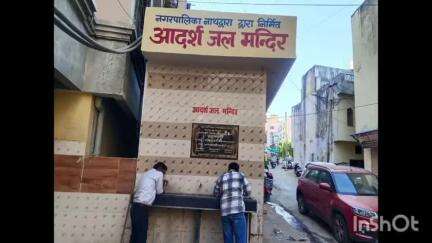 नगरपालिका नाथद्वारा द्वारा निर्मित
आदर्श जल मन्दिर
आदर्श जल मन्दिर
InShOt